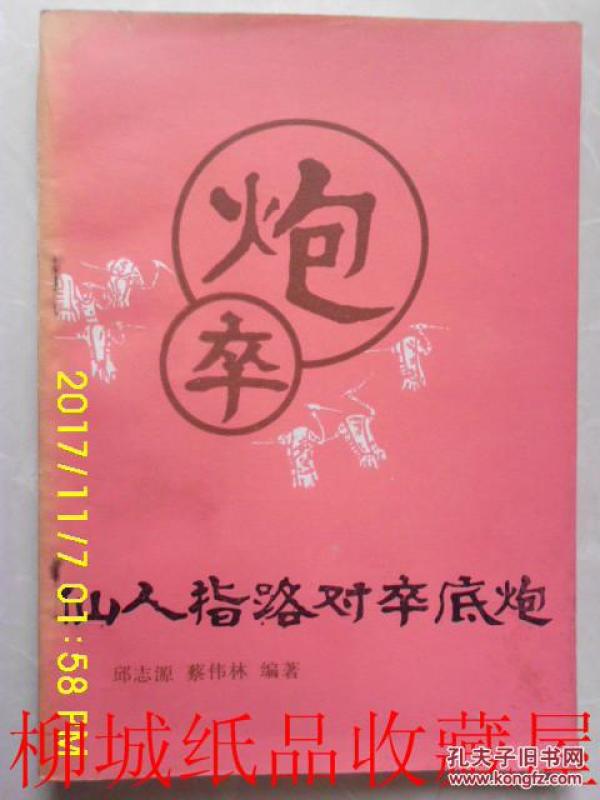 炮
卒
仙人指路对卒底炮
邱志源 蔡伟林 编著
2017/11/7 01:58 PM
柳城纸品收藏屋
孔夫子旧书网
www.kongfz.com